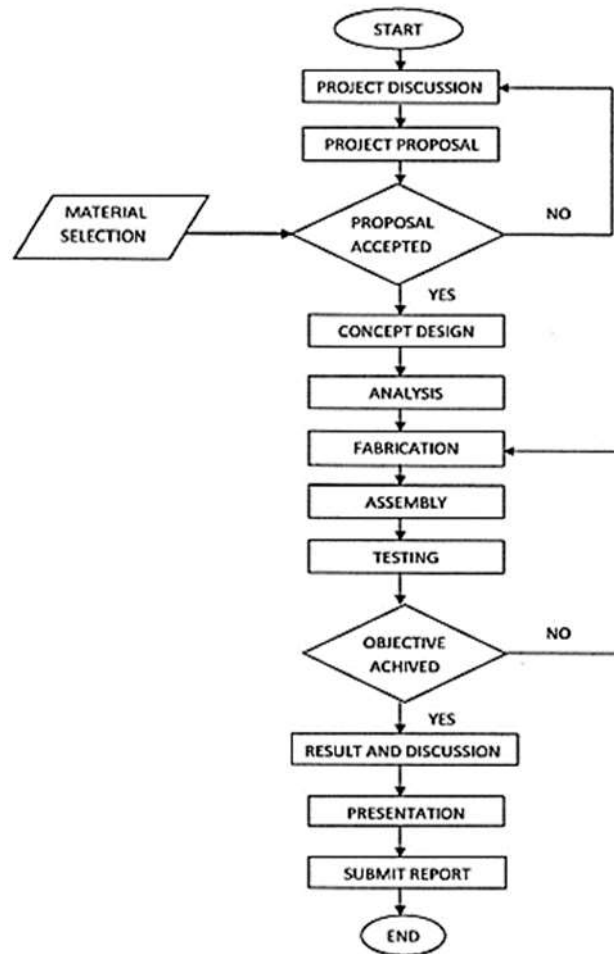 START
PROJECT DISCUSSION
PROJECT PROPOSAL
MATERIAL
SELECTION
PROPOSAL
ACCEPTED
NO
YES
CONCEPT DESIGN
ANALYSIS
FABRICATION
ASSEMBLY
TESTING
OBJECTIVE
ACHIVED
NO
YES
RESULT AND DISCUSSION
PRESENTATION
SUBMIT REPORT
END